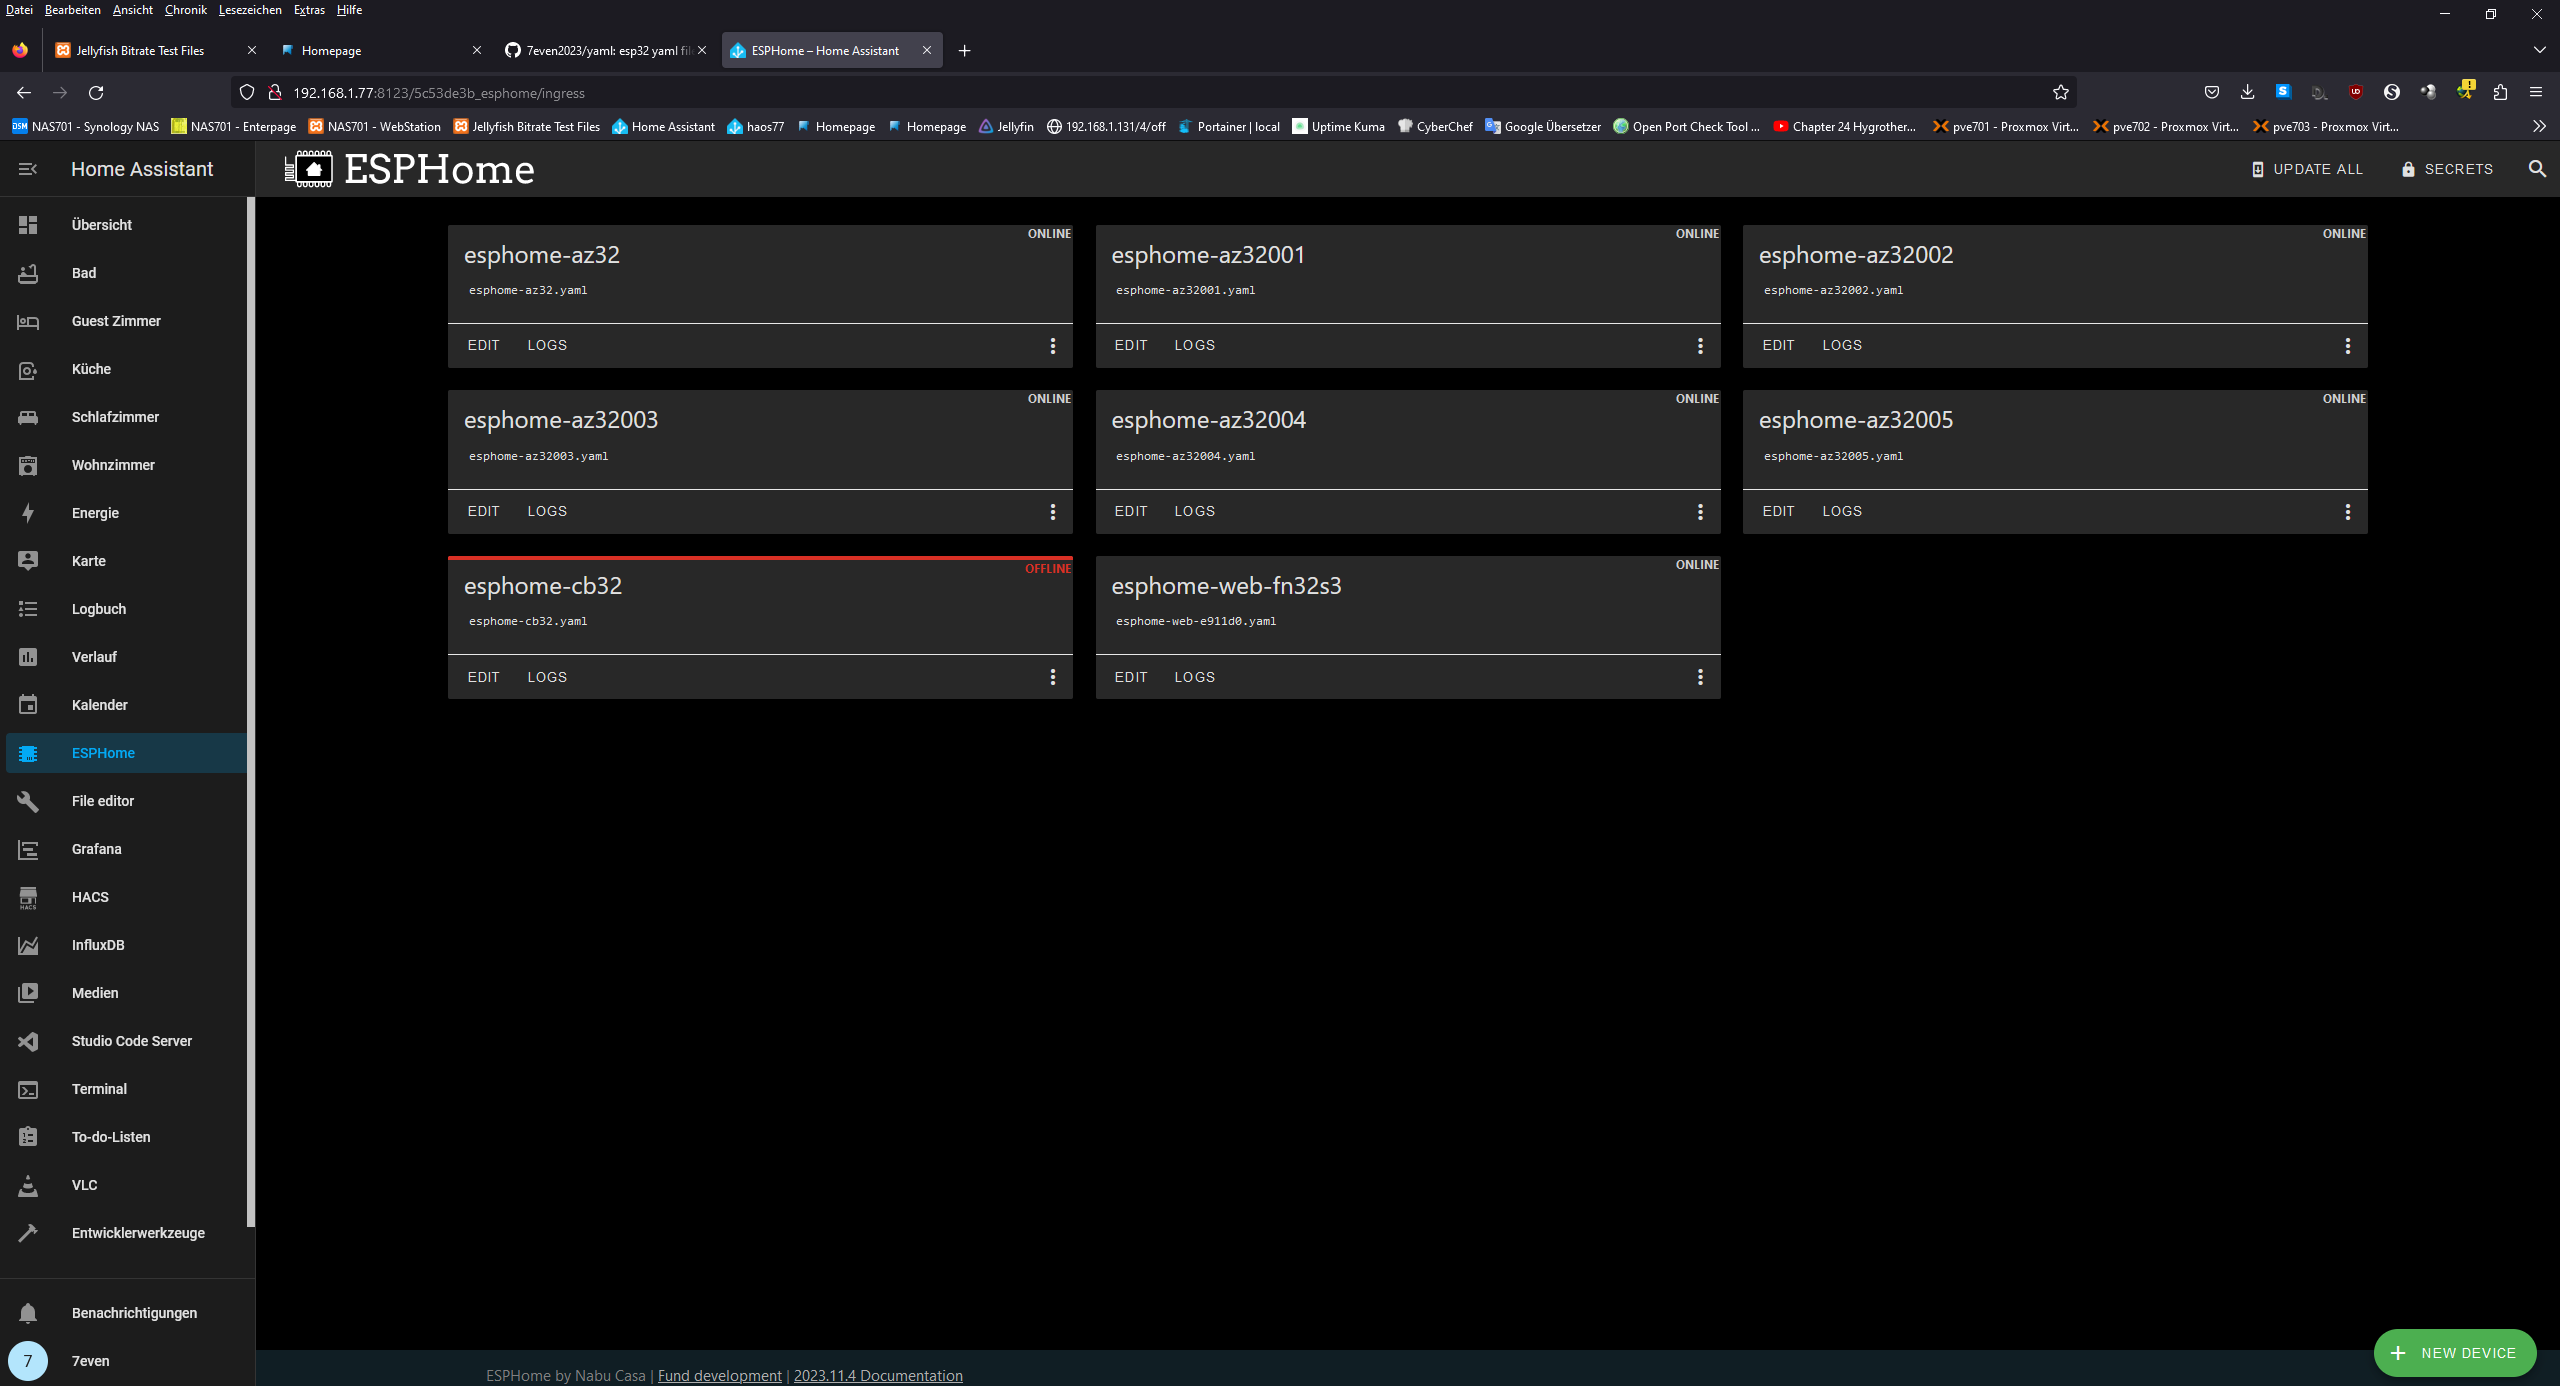 Datei Bearbeiten Ansicht Chronik Lesezeichen Extras Hilfe
Jellyfish Bitrate Test Files
Homepage
7even2023/yaml: esp32 yaml fil
ESPHome – Home Assistant
192.168.1.77:8123/5c53de3b_esphome/ingress
NAS701 - Synology NAS
NAS701 - Enterpage
NAS701 - WebStation
Jellyfish Bitrate Test Files
Home Assistant
haos77
Homepage
Homepage
Jellyfin
192.168.1.131/4/off
Portainer | local
Uptime Kuma
CyberChef
Google Übersetzer
Open Port Check Tool ...
Chapter 24 Hygrother...
pve701 - Proxmox Virt...
pve702 - Proxmox Virt...
pve703 - Proxmox Virt...
Home Assistant
ESPHome
UPDATE ALL
SECRETS
Übersicht
Bad
Guest Zimmer
Küche
Schlafzimmer
Wohnzimmer
Energie
Karte
Logbuch
Verlauf
Kalender
ESPHome
File editor
Grafana
HACS
InfluxDB
Medien
Studio Code Server
Terminal
To-do-Listen
VLC
Entwicklerwerkzeuge
Benachrichtigungen
7 7even
ONLINE
esphome-az32
esphome-az32.yaml
EDIT LOGS
ONLINE
esphome-az32001
esphome-az32001.yaml
EDIT LOGS
ONLINE
esphome-az32002
esphome-az32002.yaml
EDIT LOGS
ONLINE
esphome-az32003
esphome-az32003.yaml
EDIT LOGS
ONLINE
esphome-az32004
esphome-az32004.yaml
EDIT LOGS
ONLINE
esphome-az32005
esphome-az32005.yaml
EDIT LOGS
OFFLINE
esphome-cb32
esphome-cb32.yaml
EDIT LOGS
ONLINE
esphome-web-fn32s3
esphome-web-e911d0.yaml
EDIT LOGS
+ NEW DEVICE
ESPHome by Nabu Casa | Fund development | 2023.11.4 Documentation